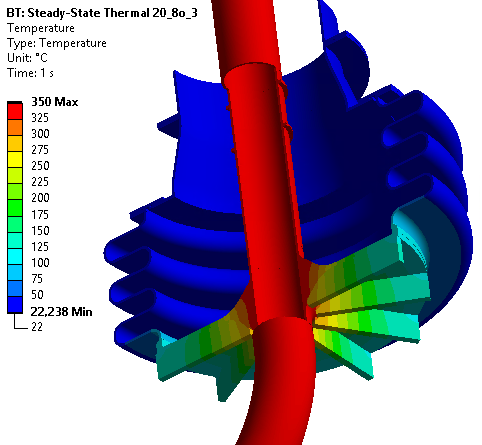 BT: Steady-State Thermal 20_8o_3
Temperature
Type: Temperature
Unit: °C
Time: 1 s
350 Max
325
300
275
250
225
200
175
150
125
100
75
50
22,238 Min
22